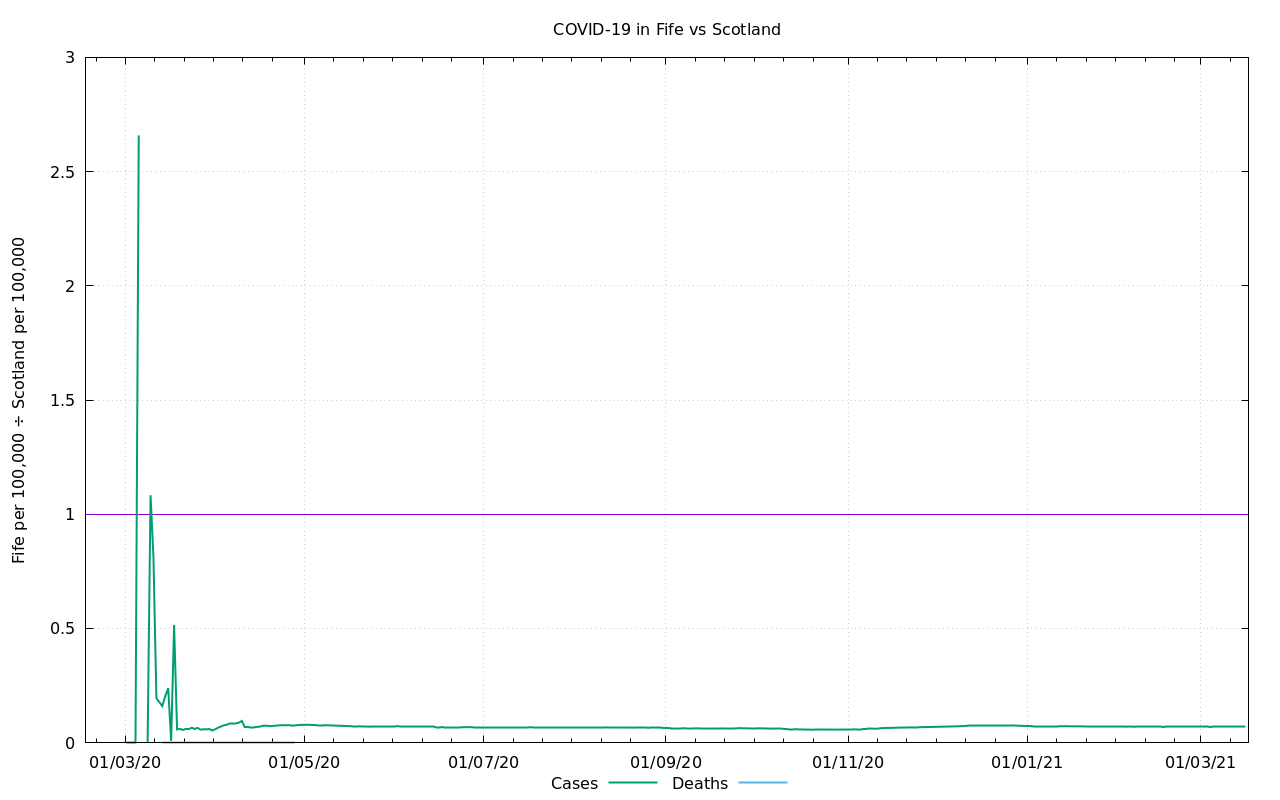 COVID-19 in Fife vs Scotland
3
2.5
2
1.5
1
0.5
0
Fife per 100,000 ÷ Scotland per 100,000
01/03/20 01/05/20 01/07/20 01/09/20 01/11/20 01/01/21 01/03/21
Cases Deaths